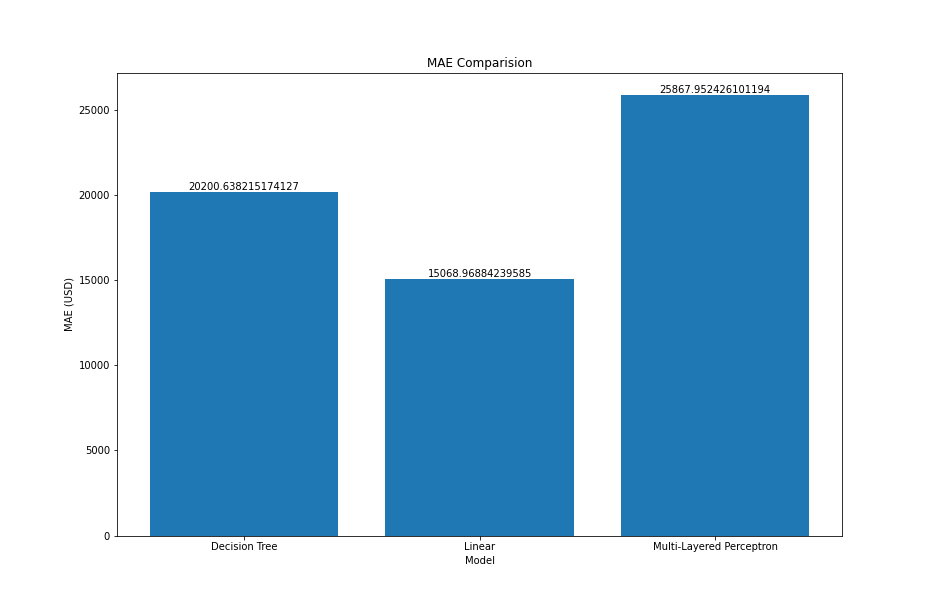 MAE Comparision
25867.952426101194
20200.638215174127
15068.96884239585
25000
20000
15000
10000
5000
0
MAE (USD)
Decision Tree
Linear
Multi-Layered Perceptron
Model